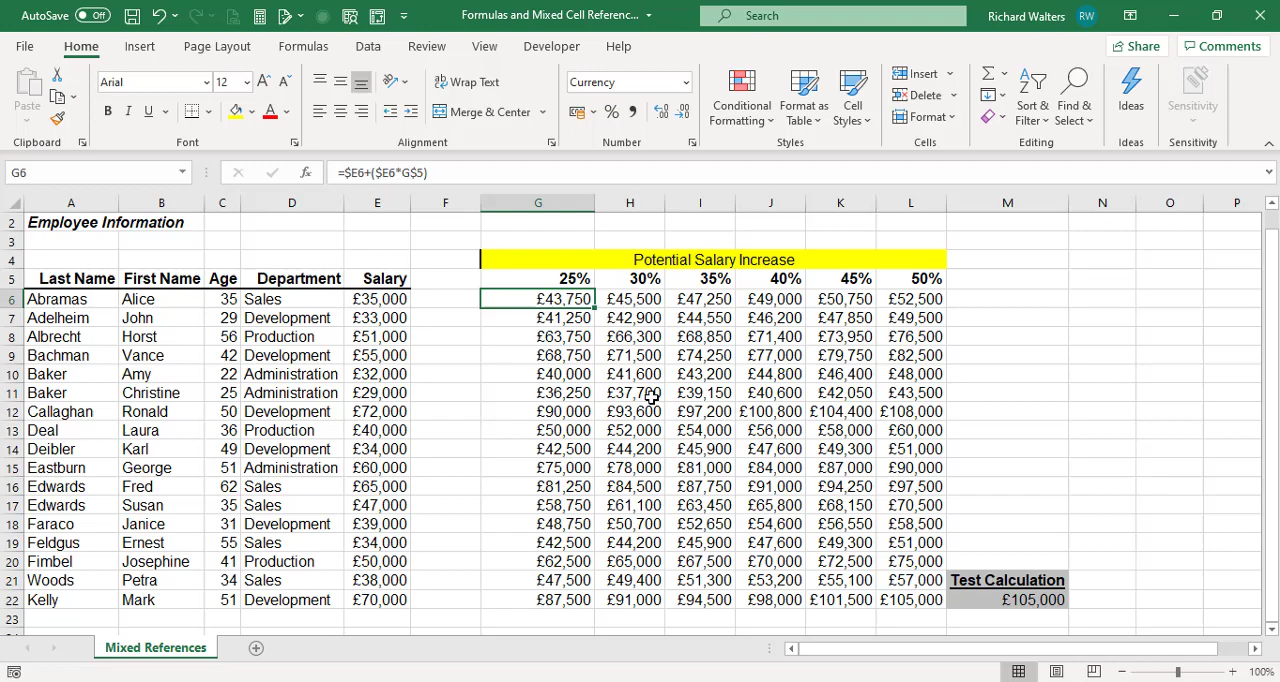 AutoSave Off Formulas and Mixed Cell Referenc... Search Richard Walters RW
File Home Insert Page Layout Formulas Data Review View Developer Help Share Comments
Paste Arial 12 Wrap Text Currency Conditional Formatting Format as Table Cell Styles Insert Sort & Filter Find & Select Ideas Sensitivity
B I U Merge & Center % Delete
Format
Clipboard Font Alignment Number Styles Cells Editing Ideas Sensitivity
G6 fx =$E6+($E6*G$5)
A B C D E F G H I J K L M N O P
2 Employee Information
3
4 Potential Salary Increase
5 Last Name First Name Age Department Salary 25% 30% 35% 40% 45% 50%
6 Abramas Alice 35 Sales £35,000 £43,750 £45,500 £47,250 £49,000 £50,750 £52,500
7 Adelheim John 29 Development £33,000 £41,250 £42,900 £44,550 £46,200 £47,850 £49,500
8 Albrecht Horst 56 Production £51,000 £63,750 £66,300 £68,850 £71,400 £73,950 £76,500
9 Bachman Vance 42 Development £55,000 £68,750 £71,500 £74,250 £77,000 £79,750 £82,500
10 Baker Amy 22 Administration £32,000 £40,000 £41,600 £43,200 £44,800 £46,400 £48,000
11 Baker Christine 25 Administration £29,000 £36,250 £37,700 £39,150 £40,600 £42,050 £43,500
12 Callaghan Ronald 50 Development £72,000 £90,000 £93,600 £97,200 £100,800 £104,400 £108,000
13 Deal Laura 36 Production £40,000 £50,000 £52,000 £54,000 £56,000 £58,000 £60,000
14 Deibler Karl 49 Development £34,000 £42,500 £44,200 £45,900 £47,600 £49,300 £51,000
15 Eastburn George 51 Administration £60,000 £75,000 £78,000 £81,000 £84,000 £87,000 £90,000
16 Edwards Fred 62 Sales £65,000 £81,250 £84,500 £87,750 £91,000 £94,250 £97,500
17 Edwards Susan 35 Sales £47,000 £58,750 £61,100 £63,450 £65,800 £68,150 £70,500
18 Faraco Janice 31 Development £39,000 £48,750 £50,700 £52,650 £54,600 £56,550 £58,500
19 Feldgus Ernest 55 Sales £34,000 £42,500 £44,200 £45,900 £47,600 £49,300 £51,000
20 Fimbel Josephine 41 Production £50,000 £62,500 £65,000 £67,500 £70,000 £72,500 £75,000
21 Woods Petra 34 Sales £38,000 £47,500 £49,400 £51,300 £53,200 £55,100 £57,000 Test Calculation
22 Kelly Mark 51 Development £70,000 £87,500 £91,000 £94,500 £98,000 £101,500 £105,000 £105,000
23
Mixed References
100%